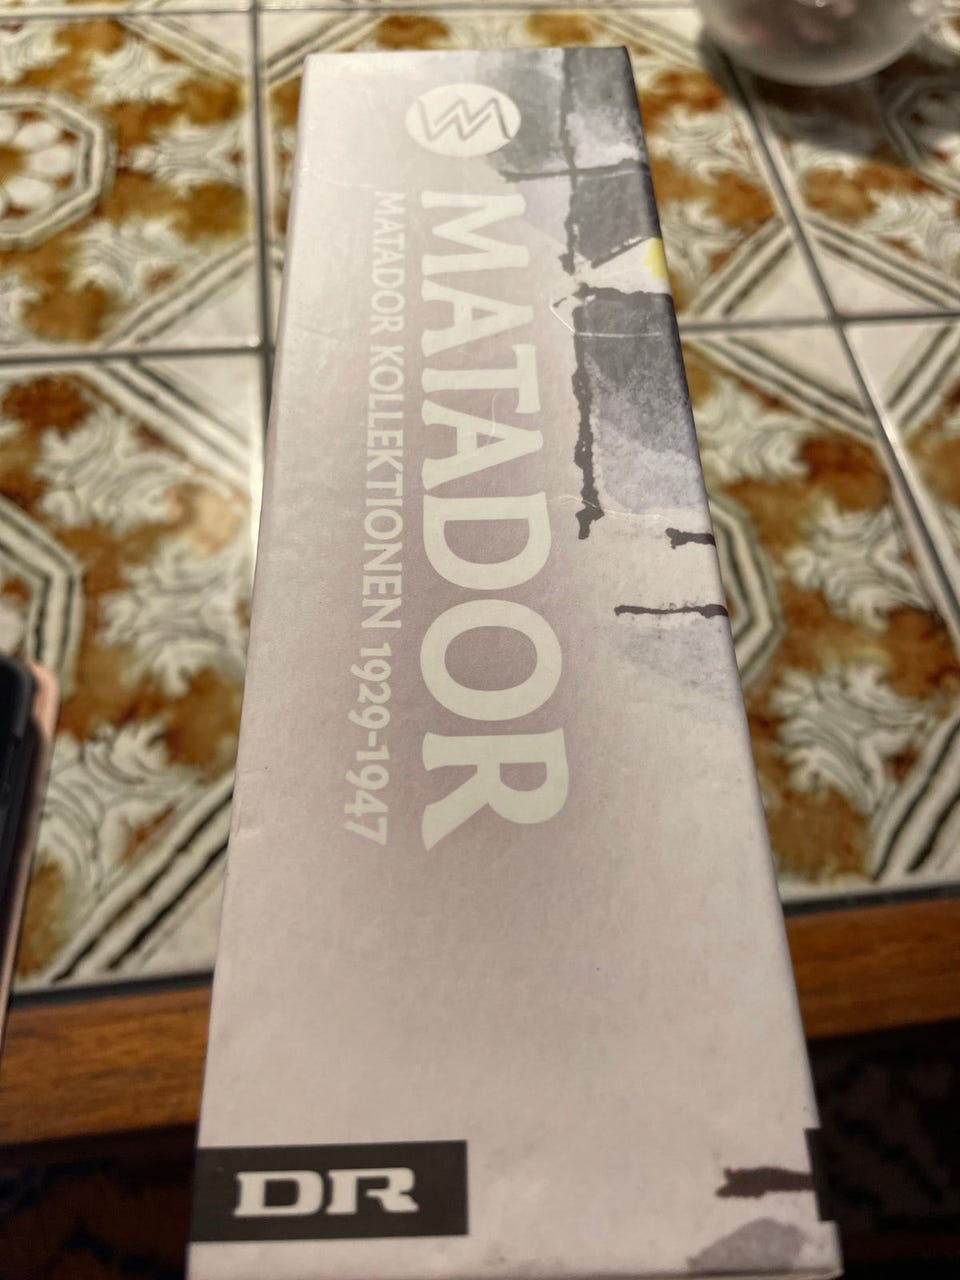 M
MATADOR
MATADOR KOLLEKTIONEN 1929-1947
DR